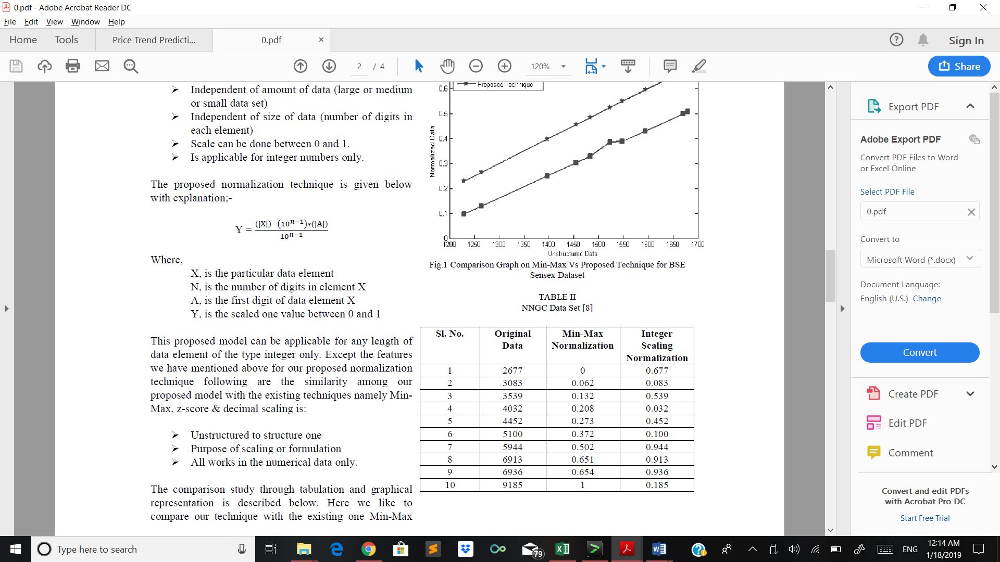 0.pdf - Adobe Acrobat Reader DC
File Edit View Window Help
Home Tools Price Trend Predicti... 0.pdf × Sign In
2 / 4 120% Share
➢ Independent of amount of data (large or medium
or small data set)
➢ Independent of size of data (number of digits in
each element)
➢ Scale can be done between 0 and 1.
➢ Is applicable for integer numbers only.
The proposed normalization technique is given below
with explanation;-
Y = (|X|)−(10ⁿ⁻¹)*(|A|)
10ⁿ⁻¹
Where,
X, is the particular data element
N, is the number of digits in element X
A, is the first digit of data element X
Y, is the scaled one value between 0 and 1
This proposed model can be applicable for any length of
data element of the type integer only. Except the features
we have mentioned above for our proposed normalization
technique following are the similarity among our
proposed model with the existing techniques namely Min-
Max, z-score & decimal scaling is:
➢ Unstructured to structure one
➢ Purpose of scaling or formulation
➢ All works in the numerical data only.
The comparison study through tabulation and graphical
representation is described below. Here we like to
compare our technique with the existing one Min-Max
Proposed Technique
0.6
0.5
0.4
0.3
0.2
0.1
0
Normalized Data
1200 1250 1300 1350 1400 1450 1500 1550 1600 1650 1700
Unstructured Data
Fig.1 Comparison Graph on Min-Max Vs Proposed Technique for BSE
Sensex Dataset
TABLE II
NNGC Data Set [8]
Sl. No. Original Min-Max Integer
Data Normalization Scaling
Normalization
1 2677 0 0.677
2 3083 0.062 0.083
3 3539 0.132 0.539
4 4032 0.208 0.032
5 4452 0.273 0.452
6 5100 0.372 0.100
7 5944 0.502 0.944
8 6913 0.651 0.913
9 6936 0.654 0.936
10 9185 1 0.185
Export PDF
Adobe Export PDF
Convert PDF Files to Word
or Excel Online
Select PDF File
0.pdf
Convert to
Microsoft Word (*.docx)
Document Language:
English (U.S.) Change
Convert
Create PDF
Edit PDF
Comment
Convert and edit PDFs
with Acrobat Pro DC
Start Free Trial
Type here to search
79
ENG
12:14 AM
1/18/2019